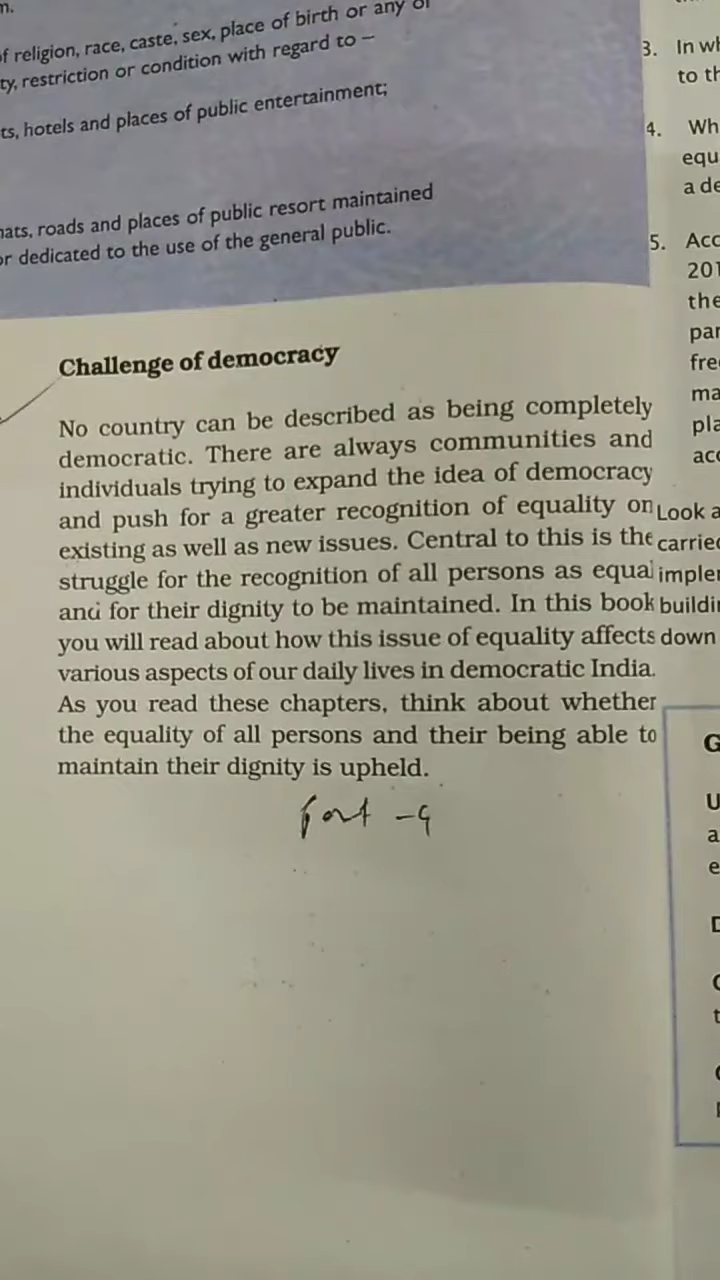 m.
of religion, race, caste, sex, place of birth or any of
ty, restriction or condition with regard to –
ts, hotels and places of public entertainment;
hats, roads and places of public resort maintained
or dedicated to the use of the general public.
Challenge of democracy
No country can be described as being completely
democratic. There are always communities and
individuals trying to expand the idea of democracy
and push for a greater recognition of equality on
existing as well as new issues. Central to this is the
struggle for the recognition of all persons as equal
and for their dignity to be maintained. In this book
you will read about how this issue of equality affects
various aspects of our daily lives in democratic India.
As you read these chapters, think about whether
the equality of all persons and their being able to
maintain their dignity is upheld.
3. In wh
to th
4. Wh
equ
a de
5. Acc
201
the
par
free
ma
pla
acc
Look a
carried
implem
buildin
down
G
U
a
e
D
t